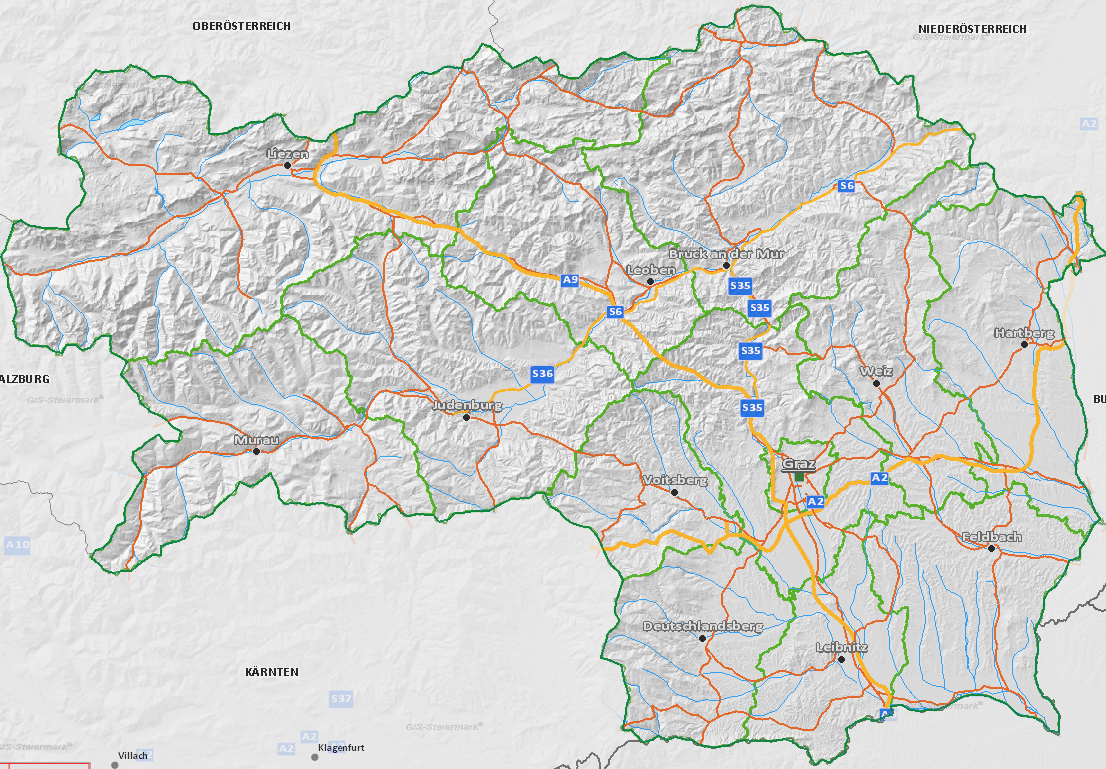 OBERÖSTERREICH
NIEDERÖSTERREICH
GIS-Steiermark®
A2
Liezen
S6
Bruck an der Mur
Leoben
A9
S35
S35
S6
Hartberg
S35
Weiz
S36
ALZBURG
GIS-Steiermark®
BU
Judenburg
S35
Murau
Graz
Voitsberg
A2
A2
Feldbach
A10
Deutschlandsberg
Leibnitz
KÄRNTEN
S37
GIS-Steiermark®
A2
Klagenfurt
A2
Villach
GIS-Steiermark®